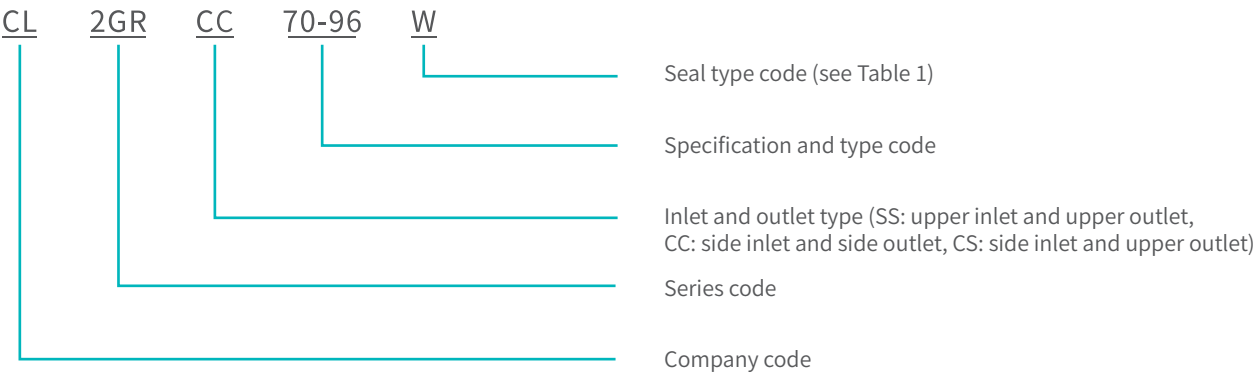 CL 2GR CC 70-96 W
Seal type code (see Table 1)
Specification and type code
Inlet and outlet type (SS: upper inlet and upper outlet,
CC: side inlet and side outlet, CS: side inlet and upper outlet)
Series code
Company code